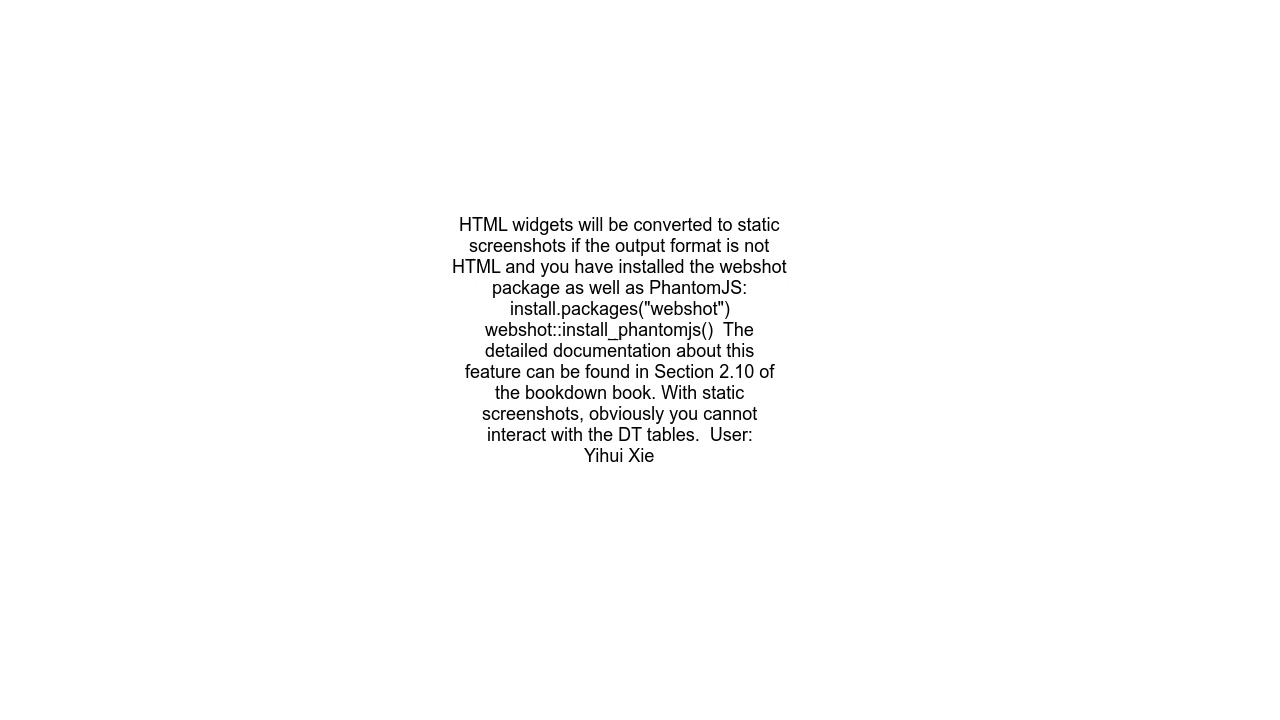 HTML widgets will be converted to static
screenshots if the output format is not
HTML and you have installed the webshot
package as well as PhantomJS:
install.packages("webshot")
webshot::install_phantomjs()  The
detailed documentation about this
feature can be found in Section 2.10 of
the bookdown book. With static
screenshots, obviously you cannot
interact with the DT tables.  User:
Yihui Xie